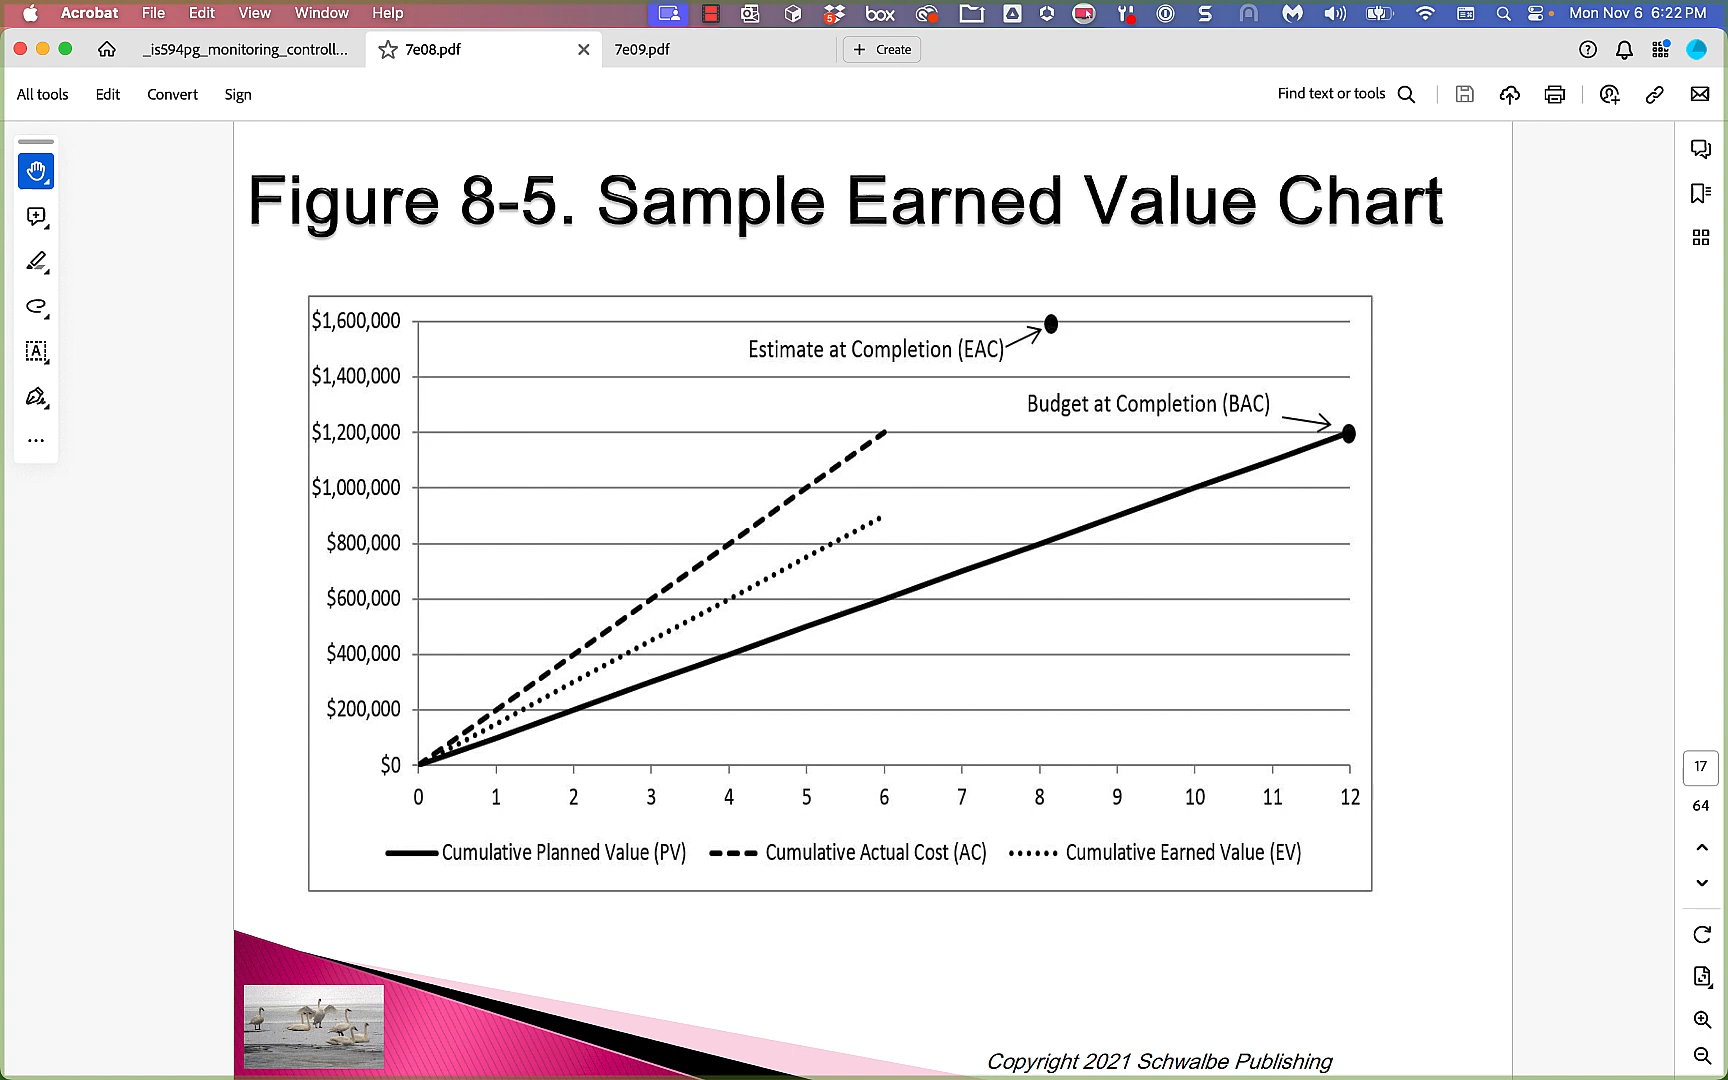 Acrobat File Edit View Window Help 5 box S Mon Nov 6 6:22 PM
_is594pg_monitoring_controll... 7e08.pdf 7e09.pdf + Create
All tools Edit Convert Sign Find text or tools
Figure 8-5. Sample Earned Value Chart
$1,600,000
Estimate at Completion (EAC)
$1,400,000
Budget at Completion (BAC)
$1,200,000
$1,000,000
$800,000
$600,000
$400,000
$200,000
$0
0 1 2 3 4 5 6 7 8 9 10 11 12
Cumulative Planned Value (PV) Cumulative Actual Cost (AC) Cumulative Earned Value (EV)
17
64
Copyright 2021 Schwalbe Publishing